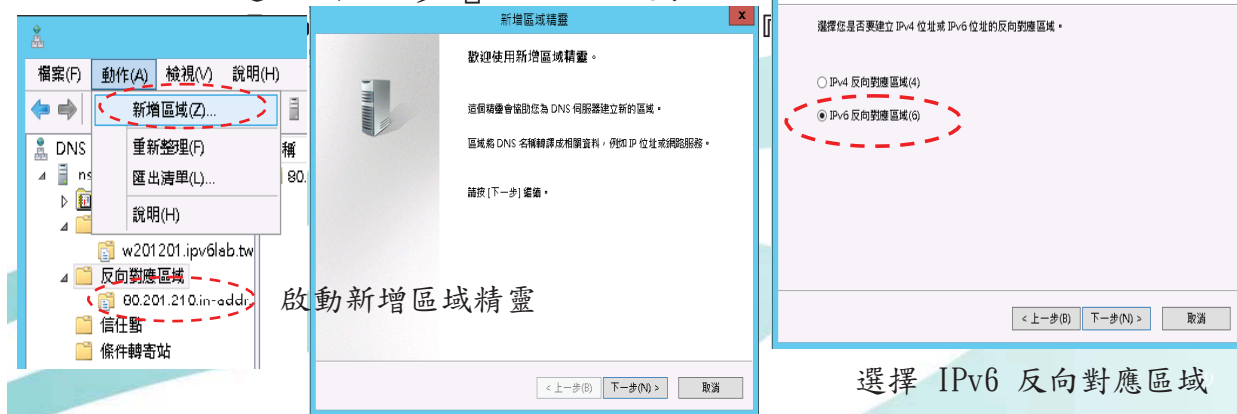 檔案(F) 動作(A) 檢視(V) 說明(H)
新增區域(Z)...
重新整理(F)
匯出清單(L)...
說明(H)
DNS
ns
稱
80.
w201201.ipv6lab.tw
反向對應區域
80.201.210.in-addr.
信任點
條件轉寄站
啟動新增區域精靈
新增區域精靈
x
歡迎使用新增區域精靈。
這個精靈會協助您為 DNS 伺服器建立新的區域。
區域將 DNS 名稱轉譯成相關資料，例如 IP 位址或網路服務。
請按 [下一步] 繼續。
< 上一步(B) 下一步(N) > 取消
選擇您是否要建立 IPv4 位址或 IPv6 位址的反向對應區域。
IPv4 反向對應區域(4)
IPv6 反向對應區域(6)
< 上一步(B) 下一步(N) > 取消
選擇 IPv6 反向對應區域